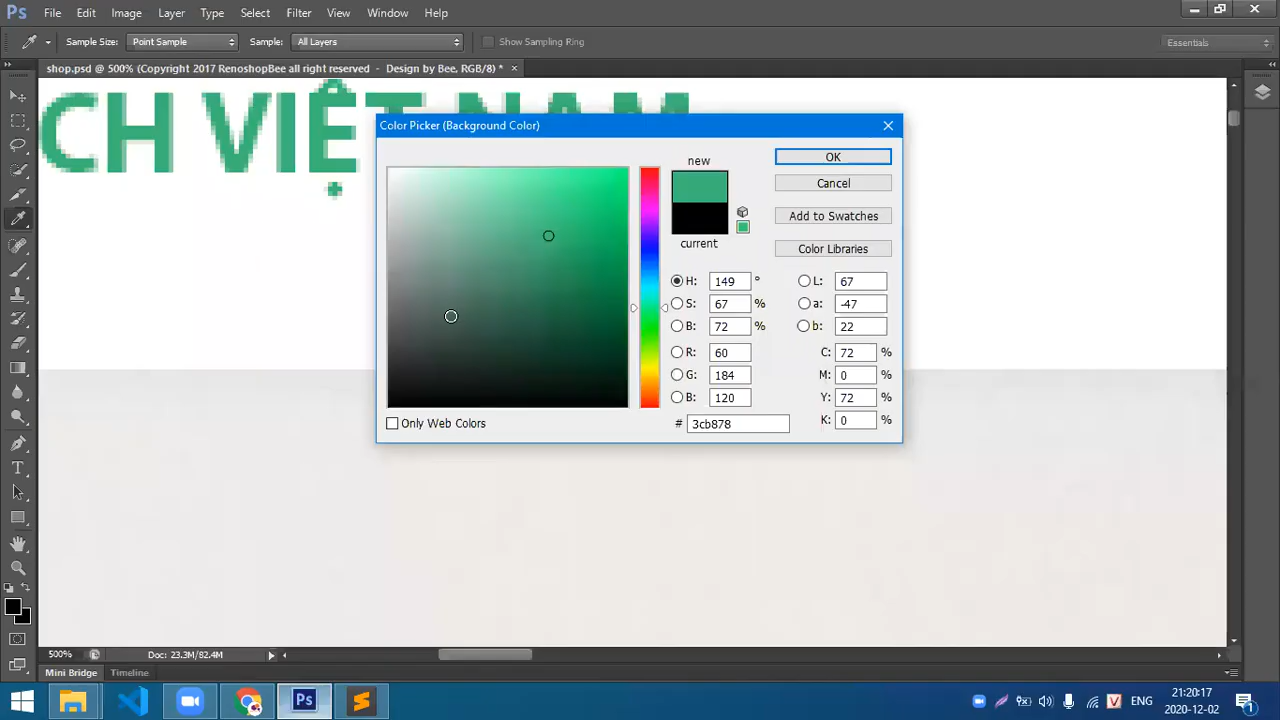 Ps File Edit Image Layer Type Select Filter View Window Help
Sample Size: Point Sample Sample: All Layers Show Sampling Ring Essentials
shop.psd @ 500% (Copyright 2017 RenoshopBee all right reserved - Design by Bee, RGB/8) *
CH VIỆT NAM
Color Picker (Background Color)
new
current
OK
Cancel
Add to Swatches
Color Libraries
H: 149 ° L: 67
S: 67 % a: -47
B: 72 % b: 22
R: 60 C: 72 %
G: 184 M: 0 %
B: 120 Y: 72 %
# 3cb878 K: 0 %
Only Web Colors
500% Doc: 23.3M/82.4M
Mini Bridge Timeline
Ps
V ENG
21:20:17
2020-12-02
1